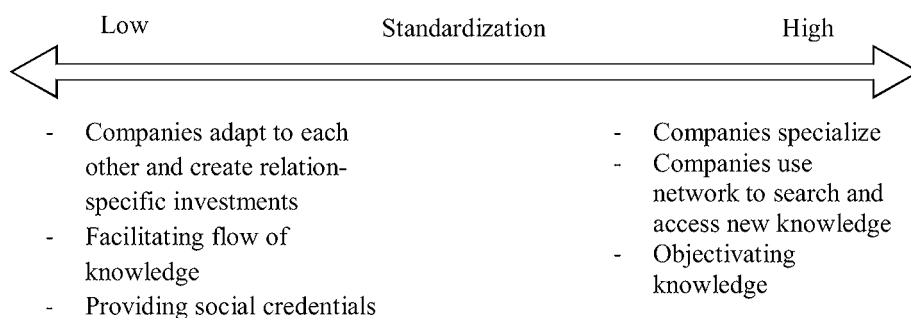 Low Standardization High
- Companies adapt to each
other and create relation-
specific investments
- Facilitating flow of
knowledge
- Providing social credentials
- Companies specialize
- Companies use
network to search and
access new knowledge
- Objectivating
knowledge